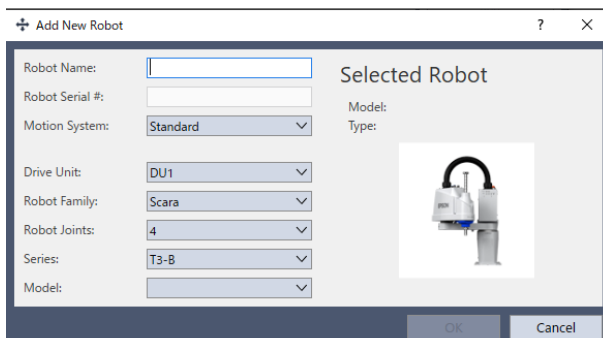 Add New Robot
?
Robot Name:
Robot Serial #:
Motion System:
Standard
Drive Unit:
DU1
Robot Family:
Scara
Robot Joints:
4
Series:
T3-B
Model:
Selected Robot
Model:
Type:
EPSON
OK
Cancel